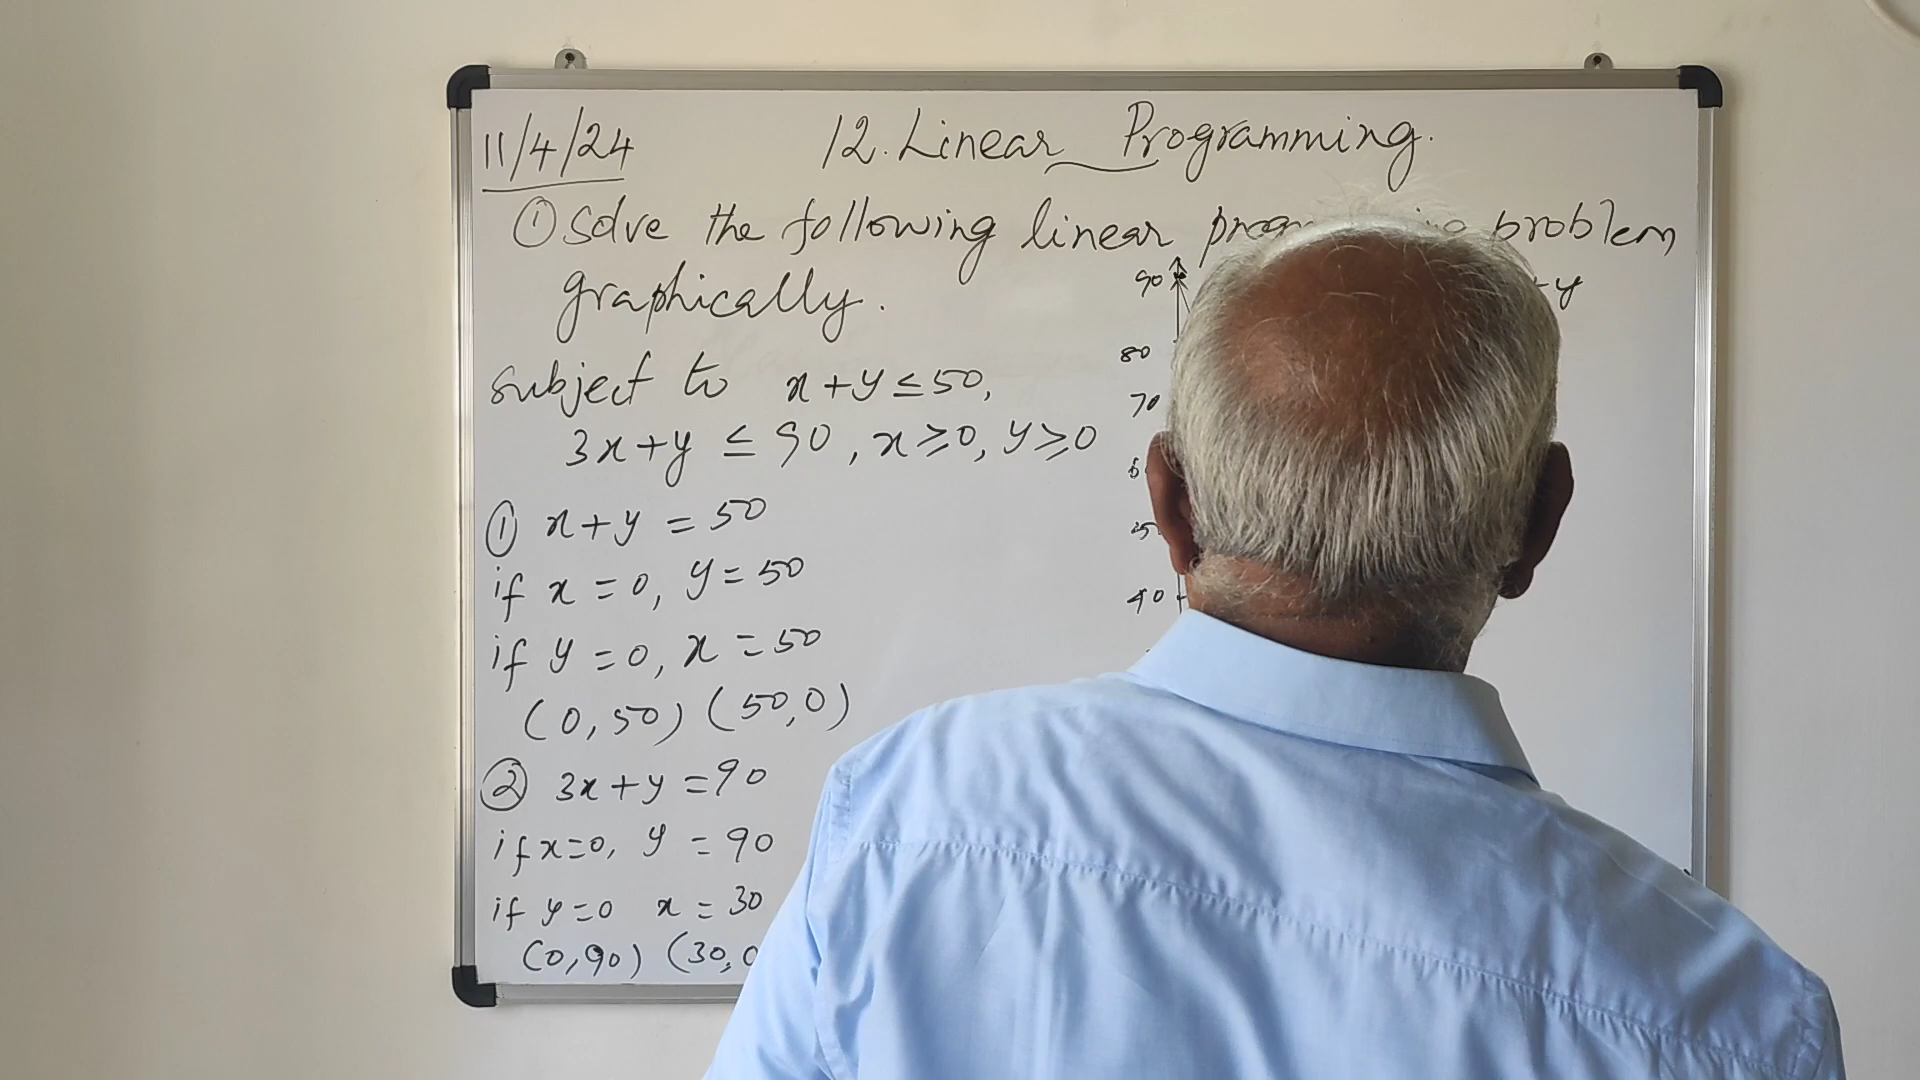 11/4/24 12. Linear Programming.
① Solve the following linear problem
graphically.
subject to x+y ≤ 50,
3x+y ≤ 90, x ≥ 0, y ≥ 0
① x+y = 50
if x = 0, y = 50
if y = 0, x = 50
(0, 50) (50, 0)
② 3x+y = 90
if x=0, y = 90
if y=0 x = 30
(0, 90) (30, 0
90
80
70
40